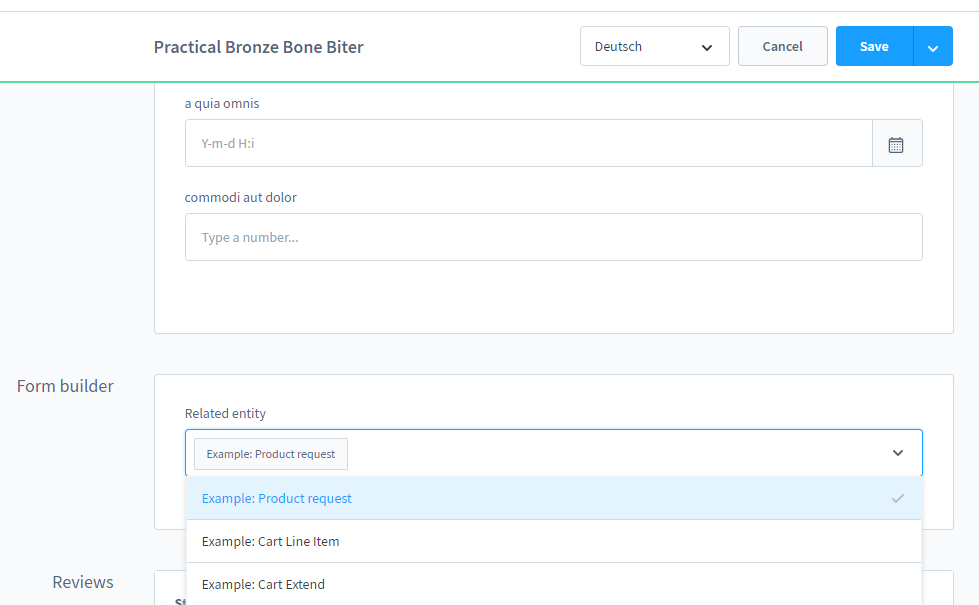 Practical Bronze Bone Biter
Deutsch
Cancel
Save
a quia omnis
Y-m-d H:i
commodi aut dolor
Type a number...
Form builder
Related entity
Example: Product request
Example: Product request
Example: Cart Line Item
Example: Cart Extend
Reviews